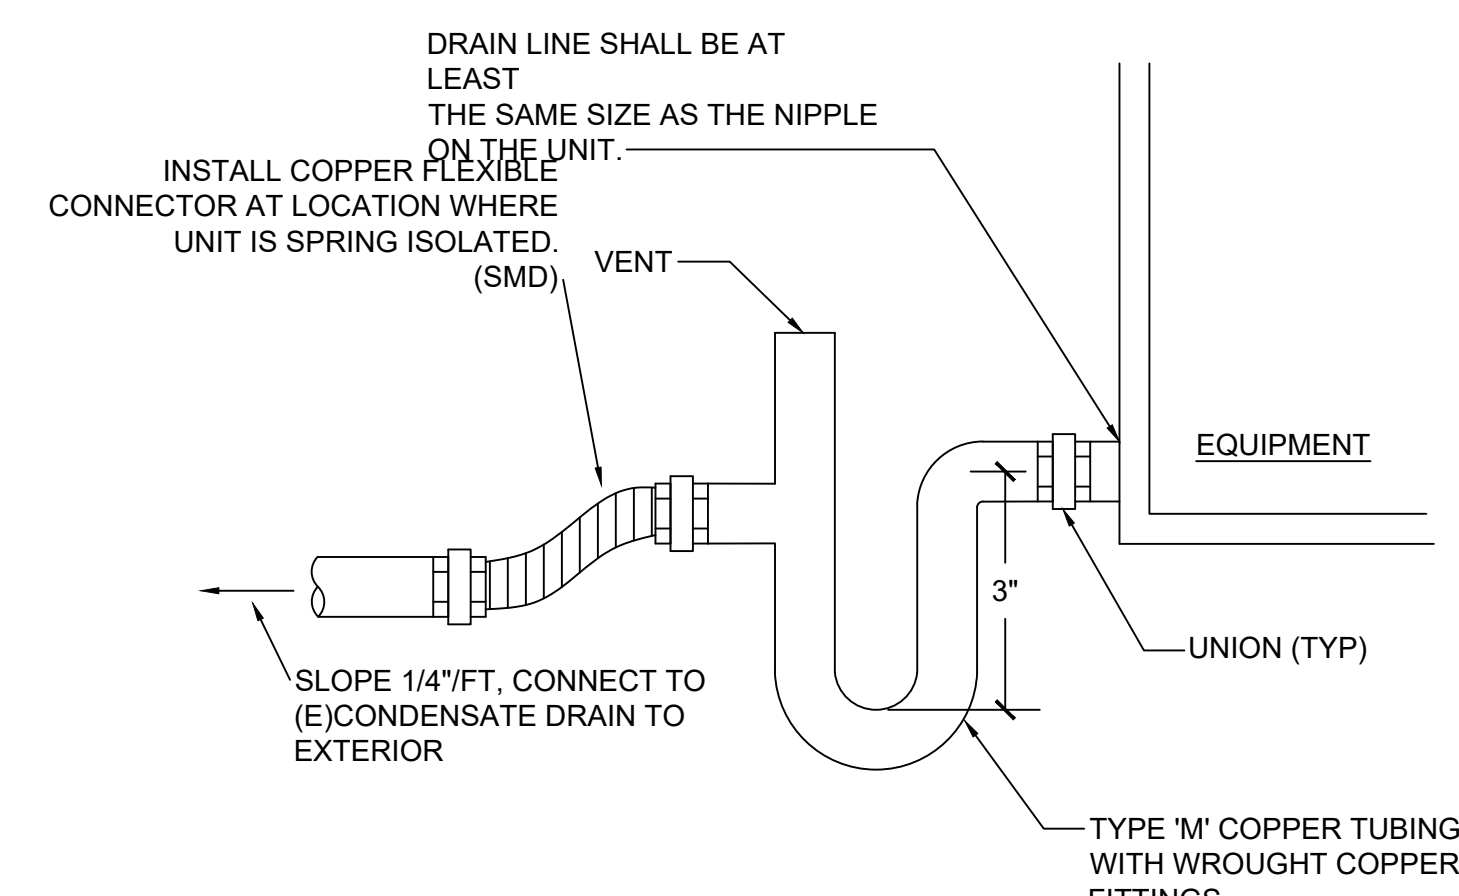 DRAIN LINE SHALL BE AT
LEAST
THE SAME SIZE AS THE NIPPLE
ON THE UNIT.
INSTALL COPPER FLEXIBLE
CONNECTOR AT LOCATION WHERE
UNIT IS SPRING ISOLATED.
(SMD)
VENT
EQUIPMENT
3"
UNION (TYP)
SLOPE 1/4"/FT, CONNECT TO
(E)CONDENSATE DRAIN TO
EXTERIOR
TYPE 'M' COPPER TUBING
WITH WROUGHT COPPER
FITTINGS